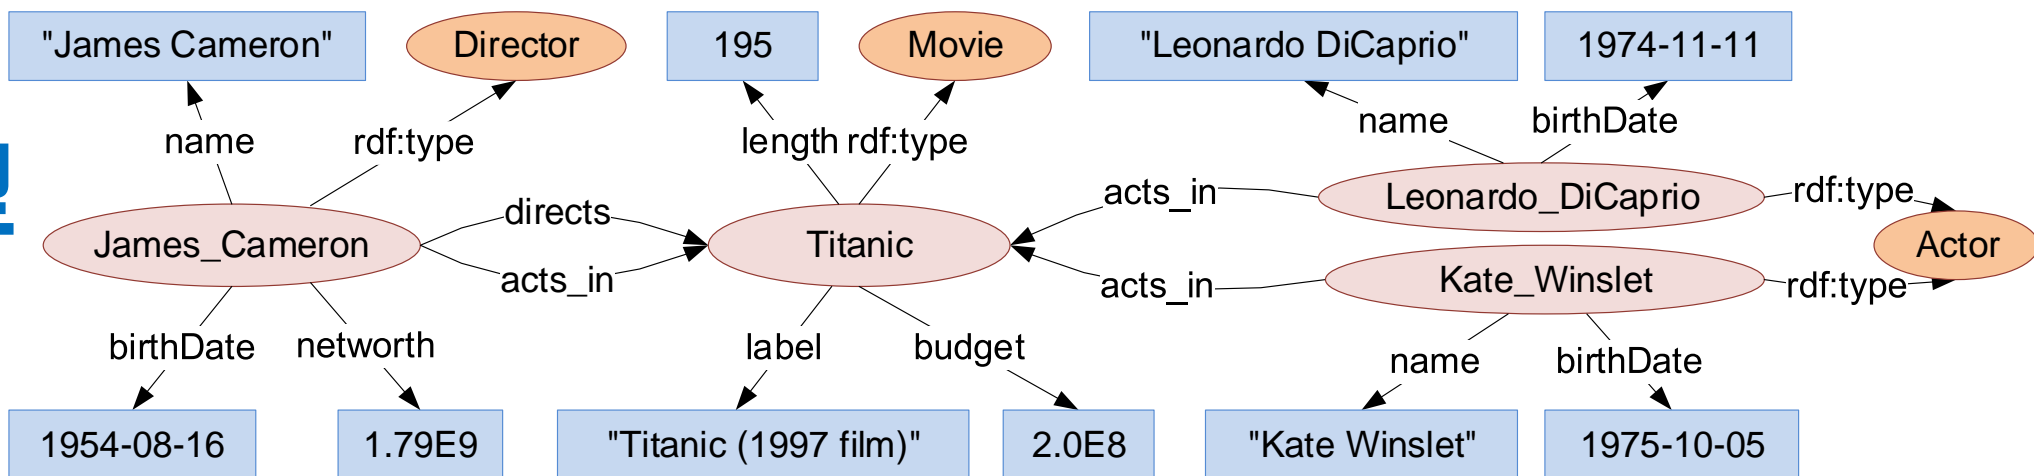 "James Cameron" Director 195 Movie "Leonardo DiCaprio" 1974-11-11
name rdf:type length rdf:type name birthDate
acts_in Leonardo_DiCaprio rdf:type
directs
James_Cameron Titanic Actor
acts_in acts_in Kate_Winslet rdf:type
birthDate networth label budget name birthDate
1954-08-16 1.79E9 "Titanic (1997 film)" 2.0E8 "Kate Winslet" 1975-10-05